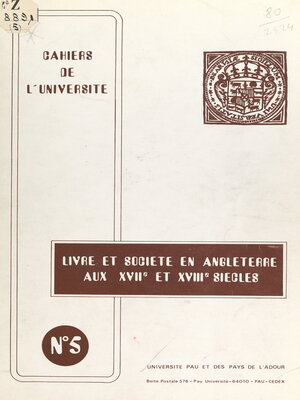 Z
CAHIERS
DE
L'UNIVERSITE
LIVRE ET SOCIETE EN ANGLETERRE
AUX XVIIe ET XVIIIe SIECLES
N°5
UNIVERSITE PAU ET DES PAYS DE L'ADOUR
Boite Postale 576 - Pau Université - 64010 - PAU - CEDEX